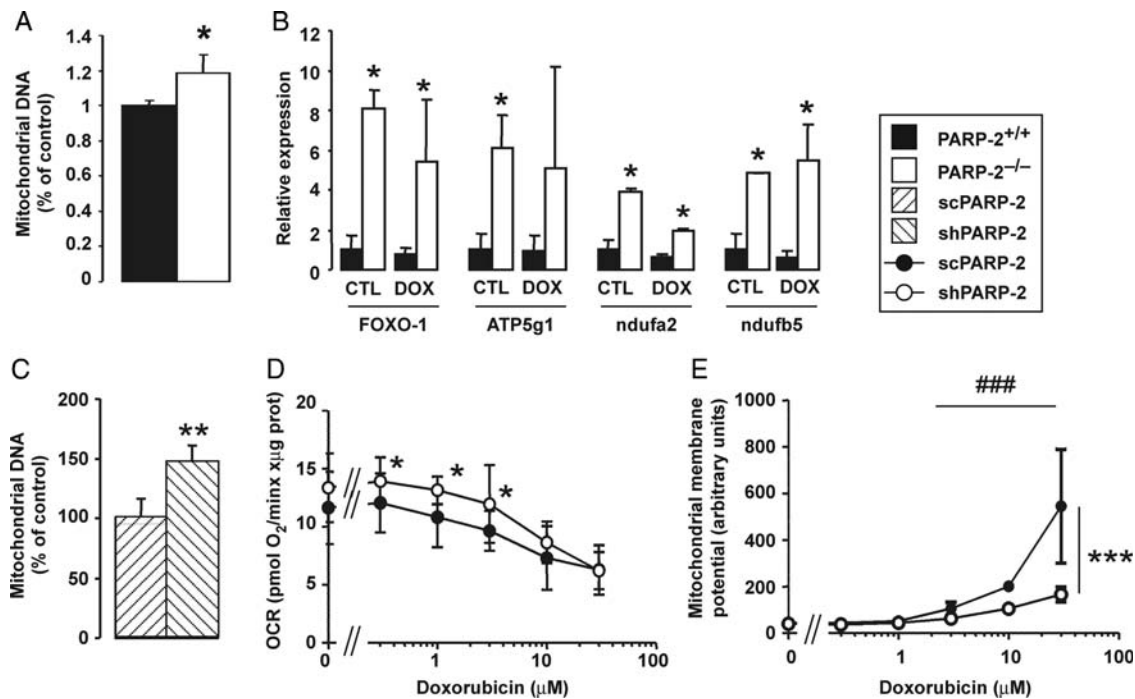 A
Mitochondrial DNA
(% of control)
1.4
1.2
1
0.8
0.6
0.4
0.2
0
*
B
Relative expression
12
10
8
6
4
2
0
* * * * * * *
CTL DOX CTL DOX CTL DOX CTL DOX
FOXO-1 ATP5g1 ndufa2 ndufb5
PARP-2+/+
PARP-2−/−
scPARP-2
shPARP-2
scPARP-2
shPARP-2
C
Mitochondrial DNA
(% of control)
200
150
100
50
0
**
D
OCR (pmol O2/minx xµg prot)
20
15
10
5
0
* * *
0 1 10 100
Doxorubicin (µM)
E
Mitochondrial membrane
potential (arbitrary units)
1000
800
600
400
200
0
###
***
0 1 10 100
Doxorubicin (µM)